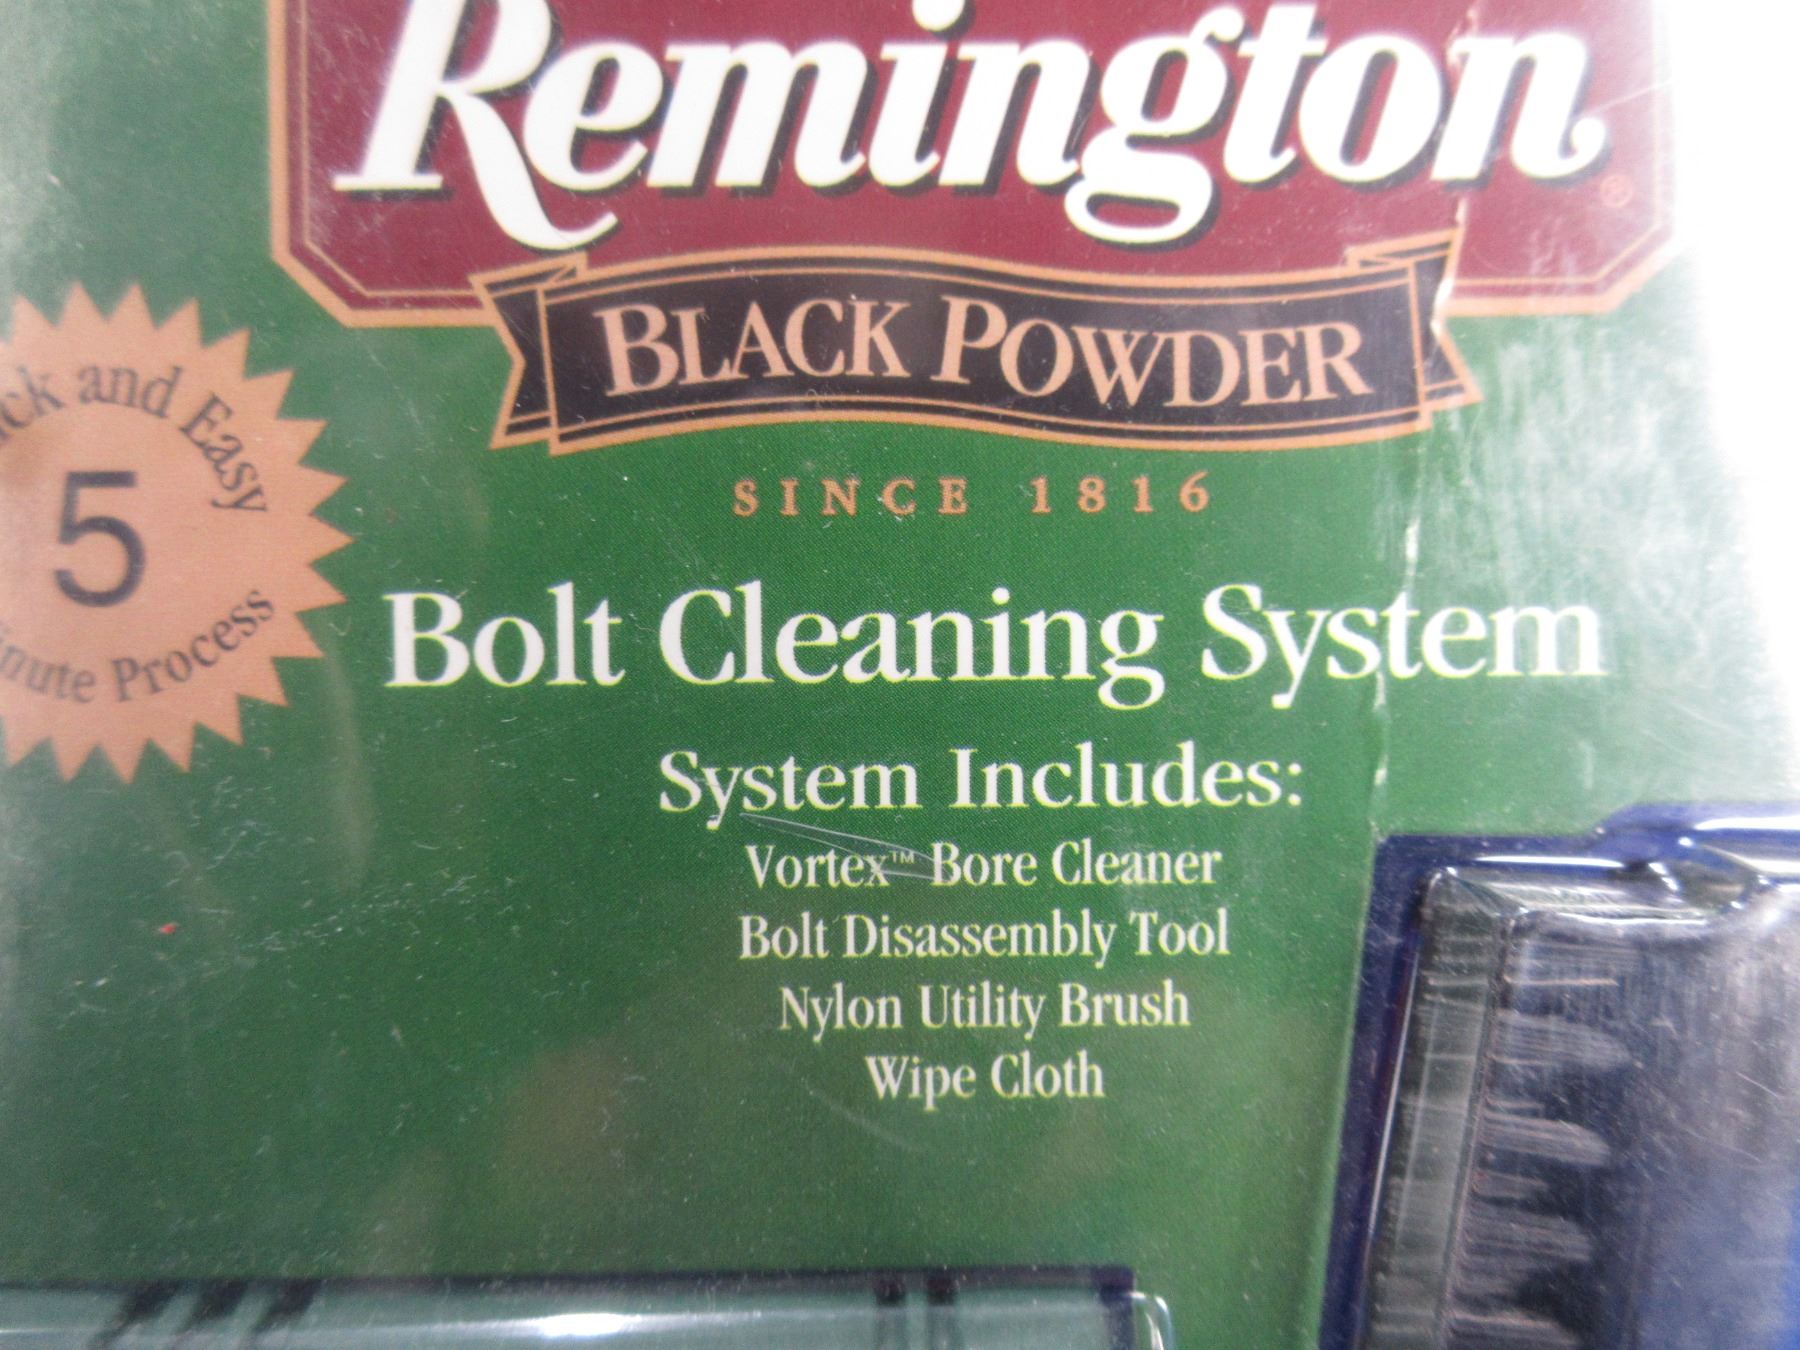 Remington®
BLACK POWDER
SINCE 1816
and Easy
5
Process
Bolt Cleaning System
System Includes:
Vortex™ Bore Cleaner
Bolt Disassembly Tool
Nylon Utility Brush
Wipe Cloth